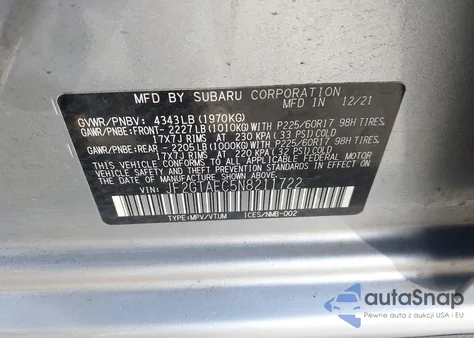 MFD BY SUBARU CORPORATION
MFD IN 12/21
GVWR/PNBV: 4343LB (1970KG)
GAWR/PNBE:FRONT- 2227LB(1010KG)WITH P225/60R17 98H TIRES,
17X7J RIMS AT 230 KPA(33 PSI)COLD
GAWR/PNBE:REAR - 2205LB(1000KG)WITH P225/60R17 98H TIRES,
17X7J RIMS AT 220 KPA(32 PSI)COLD
THIS VEHICLE CONFORMS TO ALL APPLICABLE FEDERAL MOTOR
VEHICLE SAFETY AND THEFT PREVENTION STANDARDS IN
EFFECT ON THE DATE OF MANUFACTURE SHOWN ABOVE.
VIN: JF2GTAEC5N8211722
TYPE:MPV/VTUM ICES/NMB-002
autoSnap
Pewne auta z USA i EU